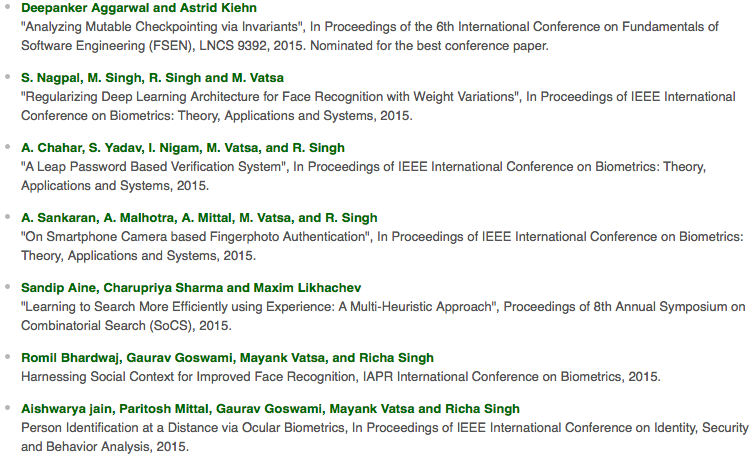 Deepanker Aggarwal and Astrid Kiehn
"Analyzing Mutable Checkpointing via Invariants", In Proceedings of the 6th International Conference on Fundamentals of
Software Engineering (FSEN), LNCS 9392, 2015. Nominated for the best conference paper.
S. Nagpal, M. Singh, R. Singh and M. Vatsa
"Regularizing Deep Learning Architecture for Face Recognition with Weight Variations", In Proceedings of IEEE International
Conference on Biometrics: Theory, Applications and Systems, 2015.
A. Chahar, S. Yadav, I. Nigam, M. Vatsa, and R. Singh
"A Leap Password Based Verification System", In Proceedings of IEEE International Conference on Biometrics: Theory,
Applications and Systems, 2015.
A. Sankaran, A. Malhotra, A. Mittal, M. Vatsa, and R. Singh
"On Smartphone Camera based Fingerphoto Authentication", In Proceedings of IEEE International Conference on Biometrics:
Theory, Applications and Systems, 2015.
Sandip Aine, Charupriya Sharma and Maxim Likhachev
"Learning to Search More Efficiently using Experience: A Multi-Heuristic Approach", Proceedings of 8th Annual Symposium on
Combinatorial Search (SoCS), 2015.
Romil Bhardwaj, Gaurav Goswami, Mayank Vatsa, and Richa Singh
Harnessing Social Context for Improved Face Recognition, IAPR International Conference on Biometrics, 2015.
Aishwarya jain, Paritosh Mittal, Gaurav Goswami, Mayank Vatsa and Richa Singh
Person Identification at a Distance via Ocular Biometrics, In Proceedings of IEEE International Conference on Identity, Security
and Behavior Analysis, 2015.